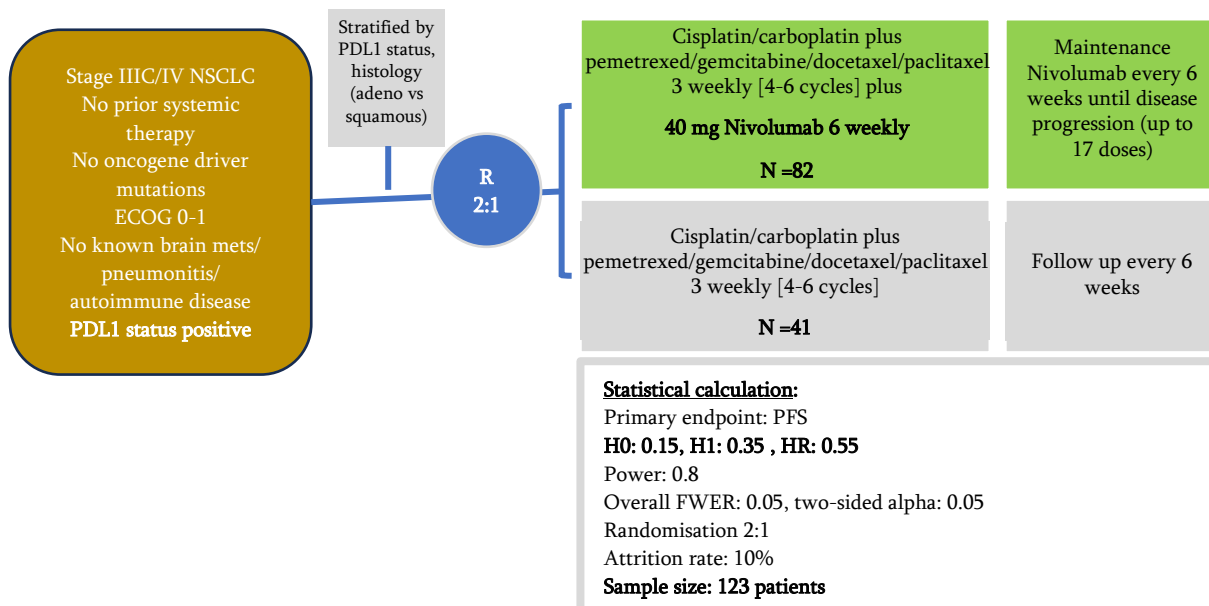 Stage IIIC/IV NSCLC
No prior systemic
therapy
No oncogene driver
mutations
ECOG 0-1
No known brain mets/
pneumonitis/
autoimmune disease
PDL1 status positive
Stratified by
PDL1 status,
histology
(adeno vs
squamous)
R
2:1
Cisplatin/carboplatin plus
pemetrexed/gemcitabine/docetaxel/paclitaxel
3 weekly [4-6 cycles] plus
40 mg Nivolumab 6 weekly
N =82
Maintenance
Nivolumab every 6
weeks until disease
progression (up to
17 doses)
Cisplatin/carboplatin plus
pemetrexed/gemcitabine/docetaxel/paclitaxel
3 weekly [4-6 cycles]
N =41
Follow up every 6
weeks
Statistical calculation:
Primary endpoint: PFS
H0: 0.15, H1: 0.35 , HR: 0.55
Power: 0.8
Overall FWER: 0.05, two-sided alpha: 0.05
Randomisation 2:1
Attrition rate: 10%
Sample size: 123 patients